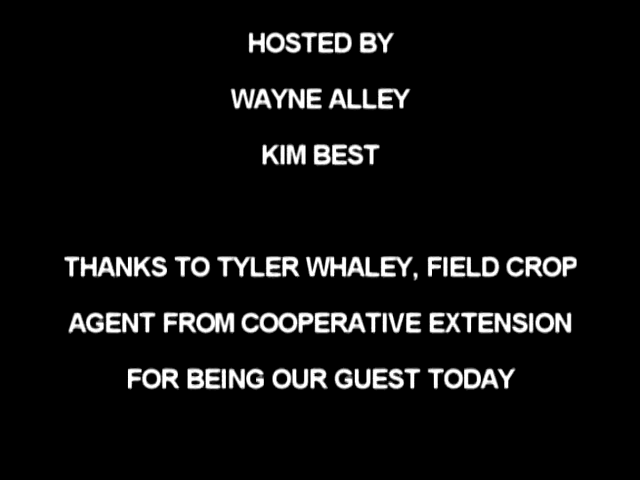 HOSTED BY
WAYNE ALLEY
KIM BEST
THANKS TO TYLER WHALEY, FIELD CROP
AGENT FROM COOPERATIVE EXTENSION
FOR BEING OUR GUEST TODAY